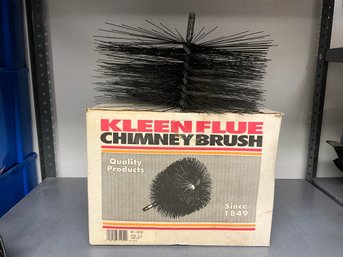 KLEEN FLUE
CHIMNEY BRUSH
Quality
Products
Since
1849